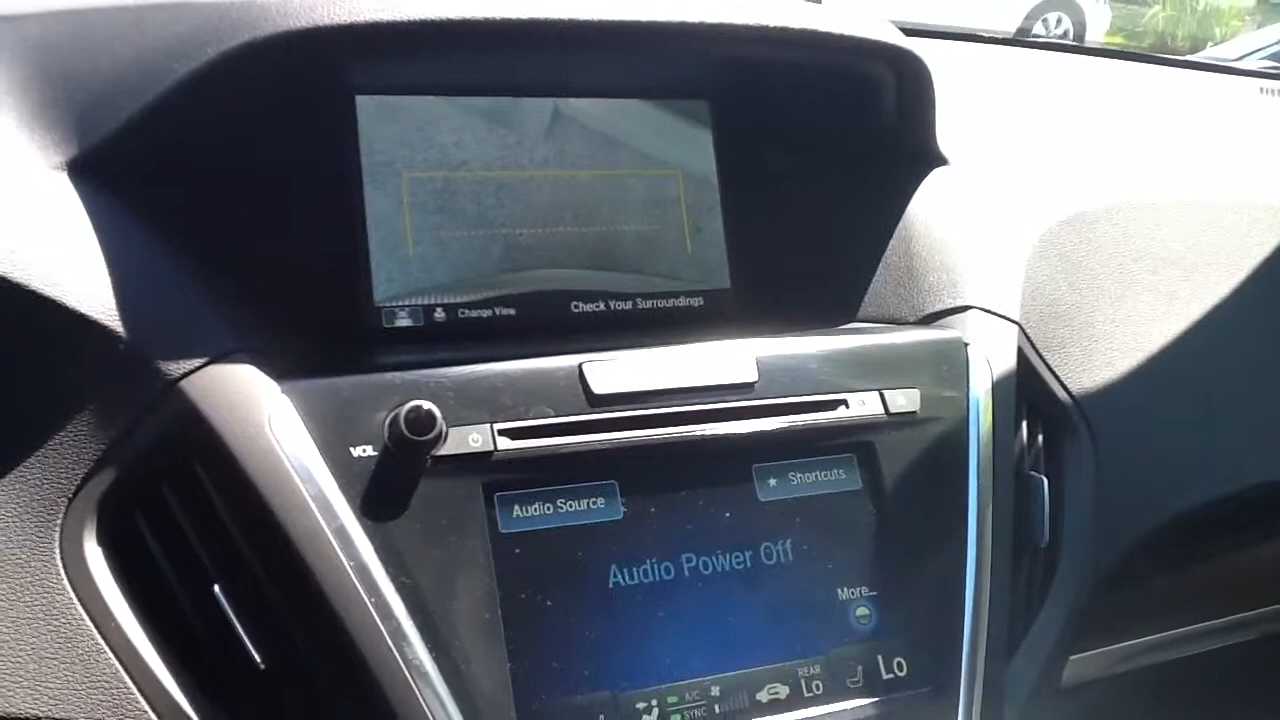 Change View
Check Your Surroundings
VOL
Audio Source
★ Shortcuts
Audio Power Off
More...
A/C
SYNC
REAR
Lo
Lo